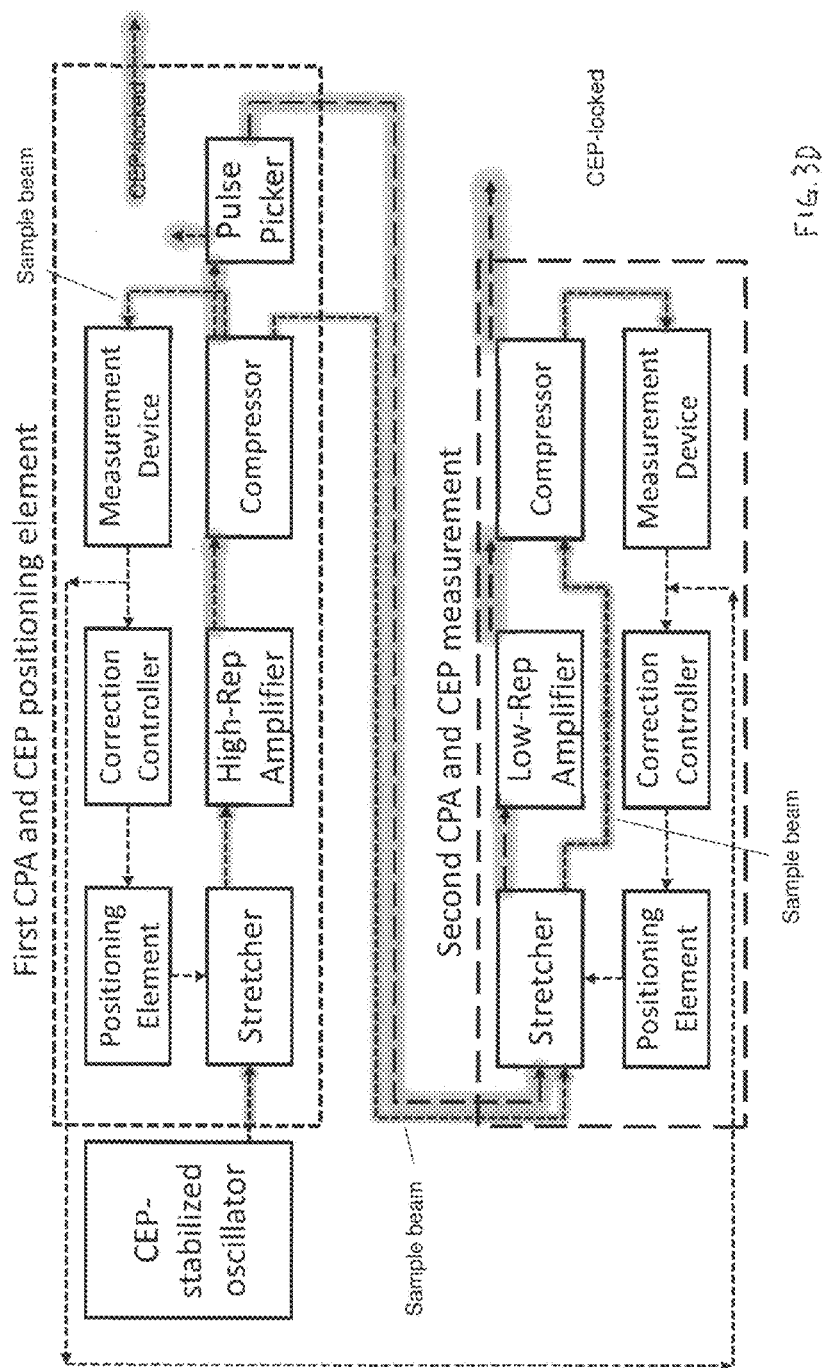 First CPA and CEP positioning element
Sample beam
CEP-locked
CEP-
stabilized
oscillator
Positioning
Element
Correction
Controller
Measurement
Device
Stretcher
High-Rep
Amplifier
Compressor
Pulse
Picker
Second CPA and CEP measurement
Sample beam
Stretcher
Low-Rep
Amplifier
Compressor
CEP-locked
Positioning
Element
Correction
Controller
Measurement
Device
Sample beam
FIG. 3D